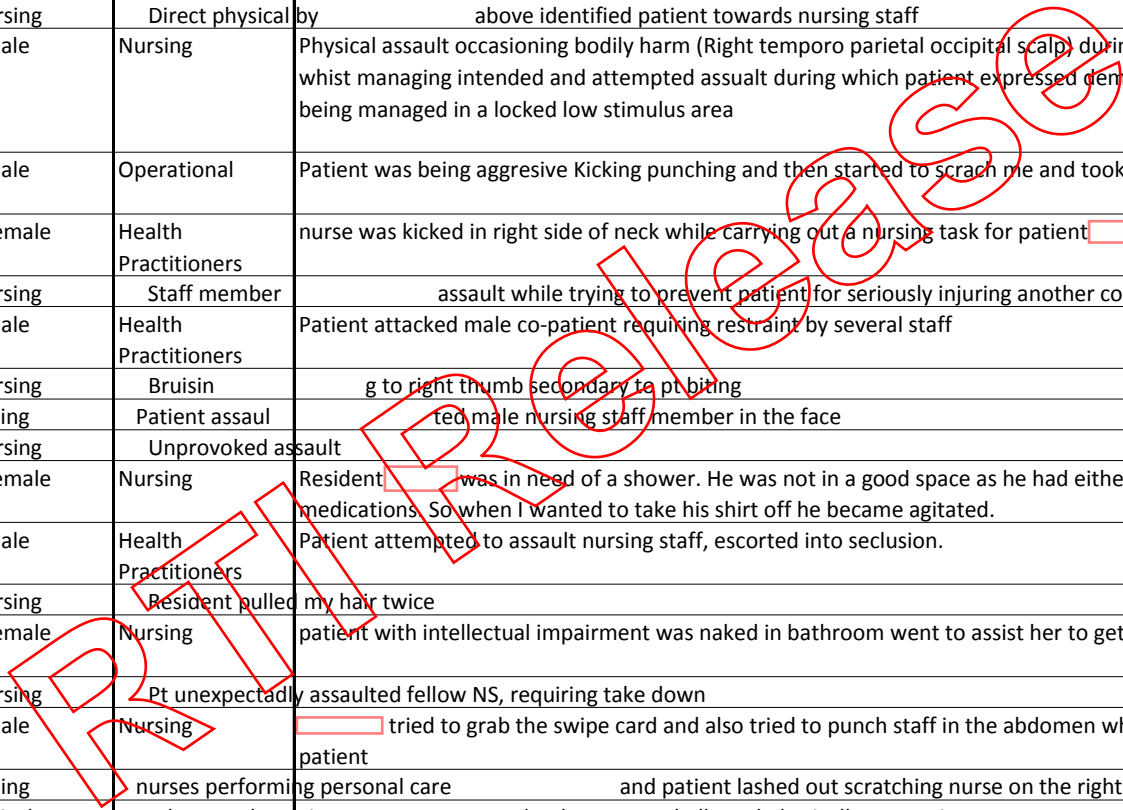 rsing Direct physical by above identified patient towards nursing staff
ale Nursing Physical assault occasioning bodily harm (Right temporo parietal occipital scalp) durin
whist managing intended and attempted assualt during which patient expressed dem
being managed in a locked low stimulus area
ale Operational Patient was being aggresive Kicking punching and then started to scrach me and took
emale Health nurse was kicked in right side of neck while carrying out a nursing task for patient
Practitioners
rsing Staff member assault while trying to prevent patient for seriously injuring another co
ale Health Patient attacked male co-patient requiring restraint by several staff
Practitioners
rsing Bruisin g to right thumb secondary to pt biting
ing Patient assaul ted male nursing staff member in the face
rsing Unprovoked assault
emale Nursing Resident was in need of a shower. He was not in a good space as he had eithe
medications. So when I wanted to take his shirt off he became agitated.
ale Health Patient attempted to assault nursing staff, escorted into seclusion.
Practitioners
rsing Resident pulled my hair twice
emale Nursing patient with intellectual impairment was naked in bathroom went to assist her to get
rsing Pt unexpectadly assaulted fellow NS, requiring take down
ale Nursing tried to grab the swipe card and also tried to punch staff in the abdomen wh
patient
ing nurses performing personal care and patient lashed out scratching nurse on the right
RTI Release